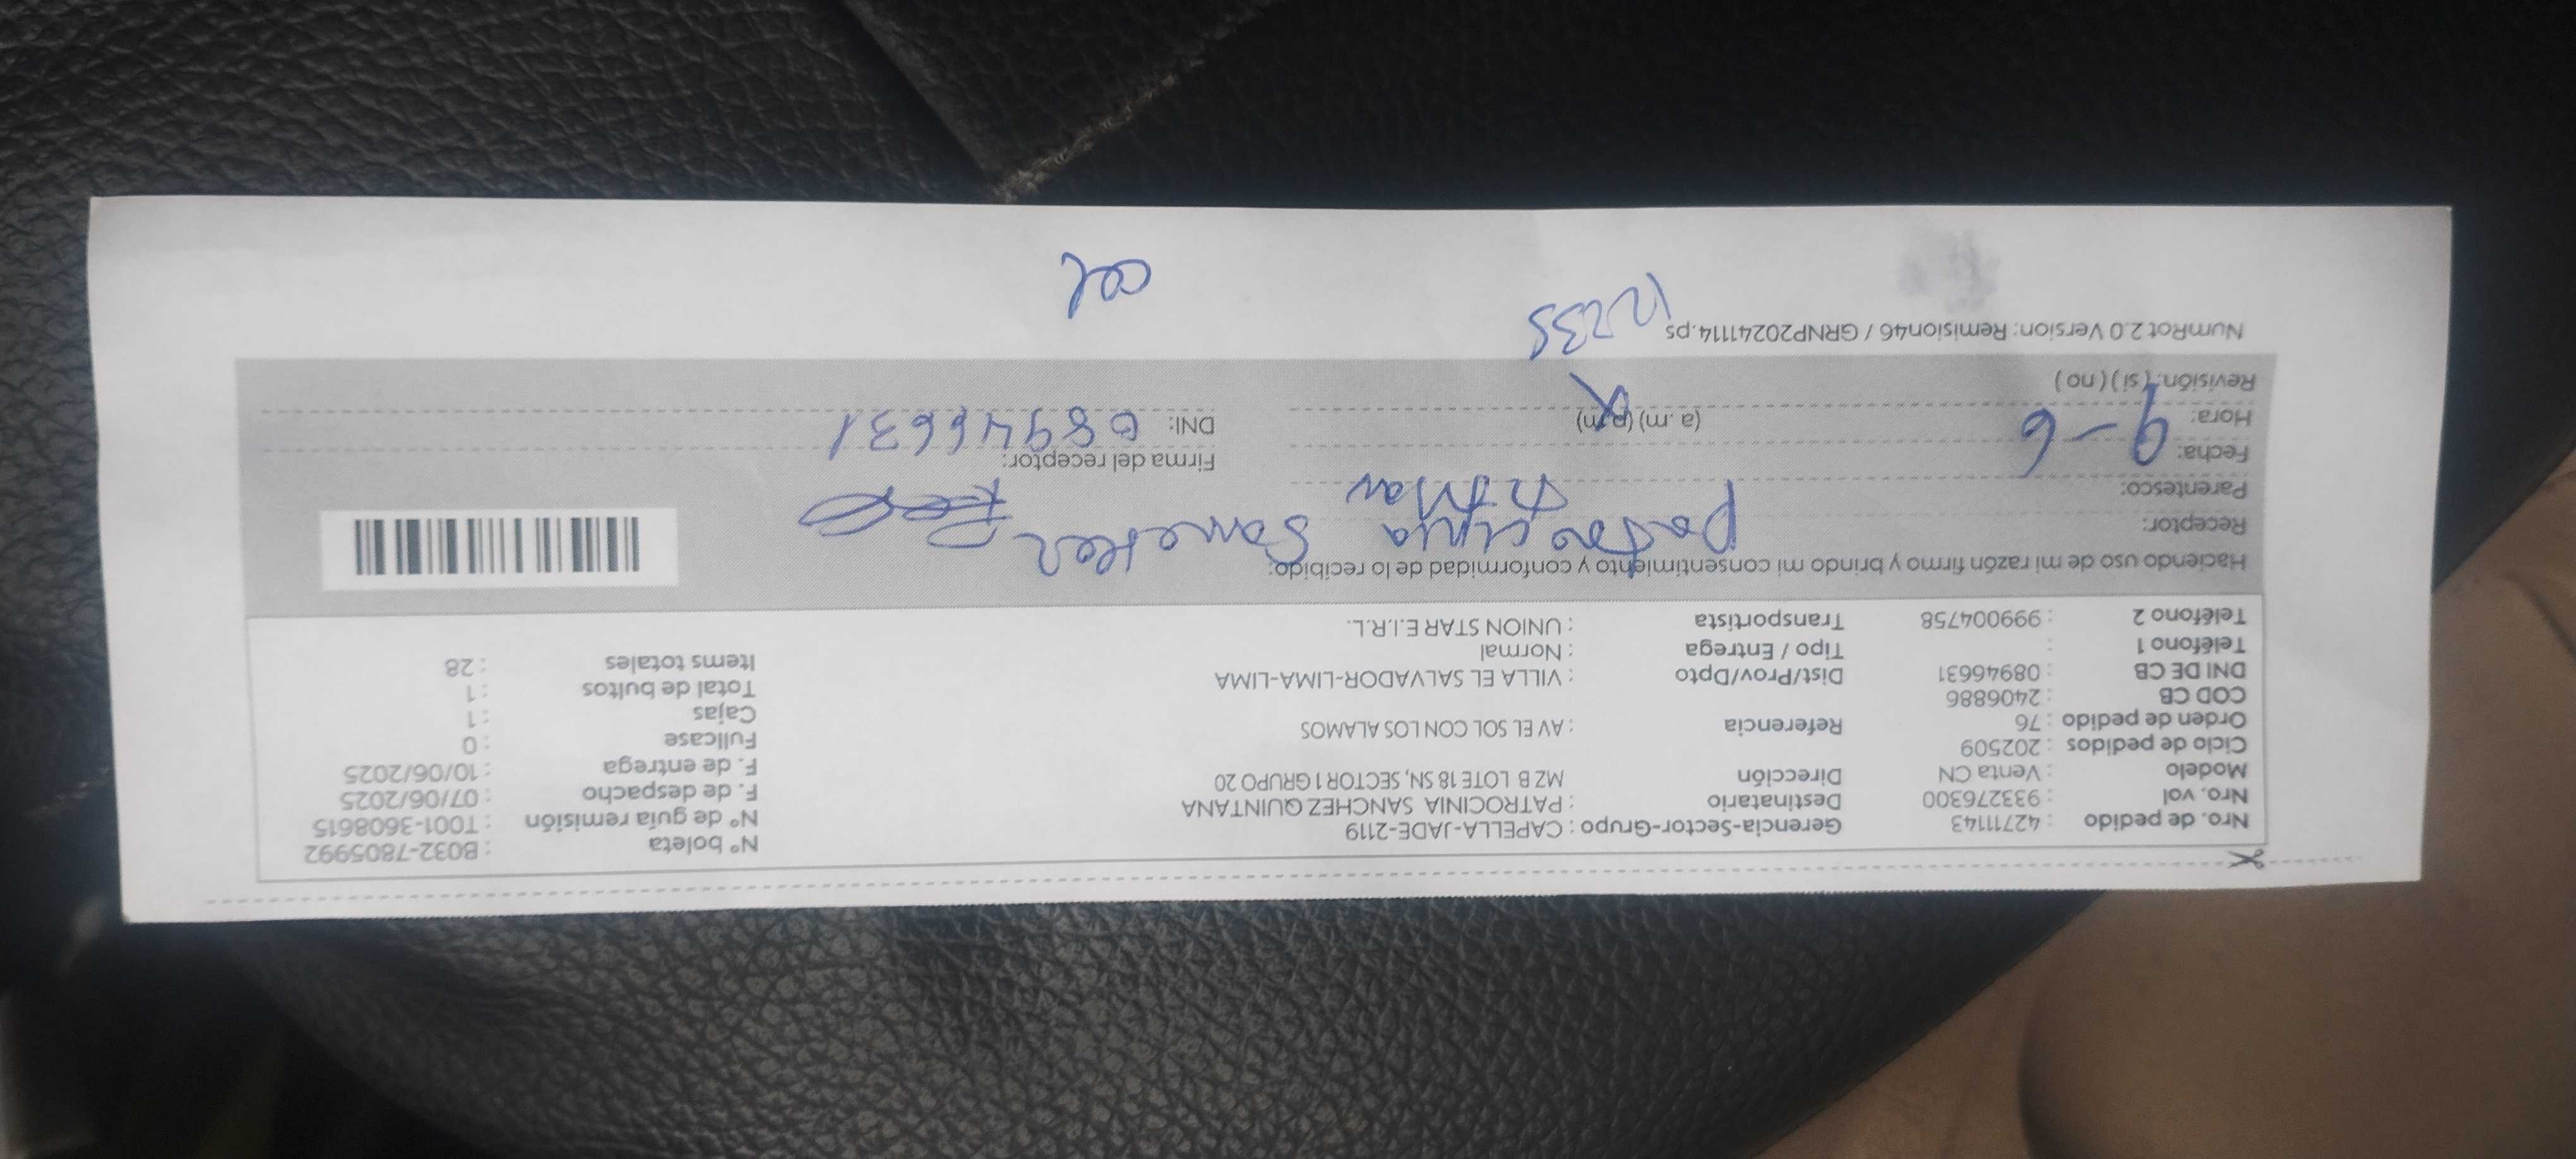 Nro. de pedido : 42711143 Gerencia-Sector-Grupo : CAPELLA-JADE-2119 N° boleta : B032-7805992
Nro. vol : 933276300 Destinatario : PATROCINIA SANCHEZ QUINTANA N° de guía remisión : T001-3608615
Modelo : Venta CN Dirección MZ B LOTE 18 SN, SECTOR 1 GRUPO 20 F. de despacho : 07/06/2025
Ciclo de pedidos : 202509 F. de entrega : 10/06/2025
Orden de pedido : 76 Referencia : AV EL SOL CON LOS ALAMOS Fullcase : 0
COD CB : 2406886 Cajas : 1
DNI DE CB : 08946631 Dist/Prov/Dpto : VILLA EL SALVADOR-LIMA-LIMA Total de bultos : 1
Teléfono 1 : Tipo / Entrega : Normal Items totales : 28
Teléfono 2 : 999004758 Transportista : UNION STAR E.I.R.L.
Haciendo uso de mi razón firmo y brindo mi consentimiento y conformidad de lo recibido:
Receptor:
Parentesco:
Fecha: 9-6 Firma del receptor:
Hora: (a.m) (p.m) DNI: 08946631
Revisión: (si) (no)
NumRot 2.0 Version: Remision46 / GRNP20241114.ps